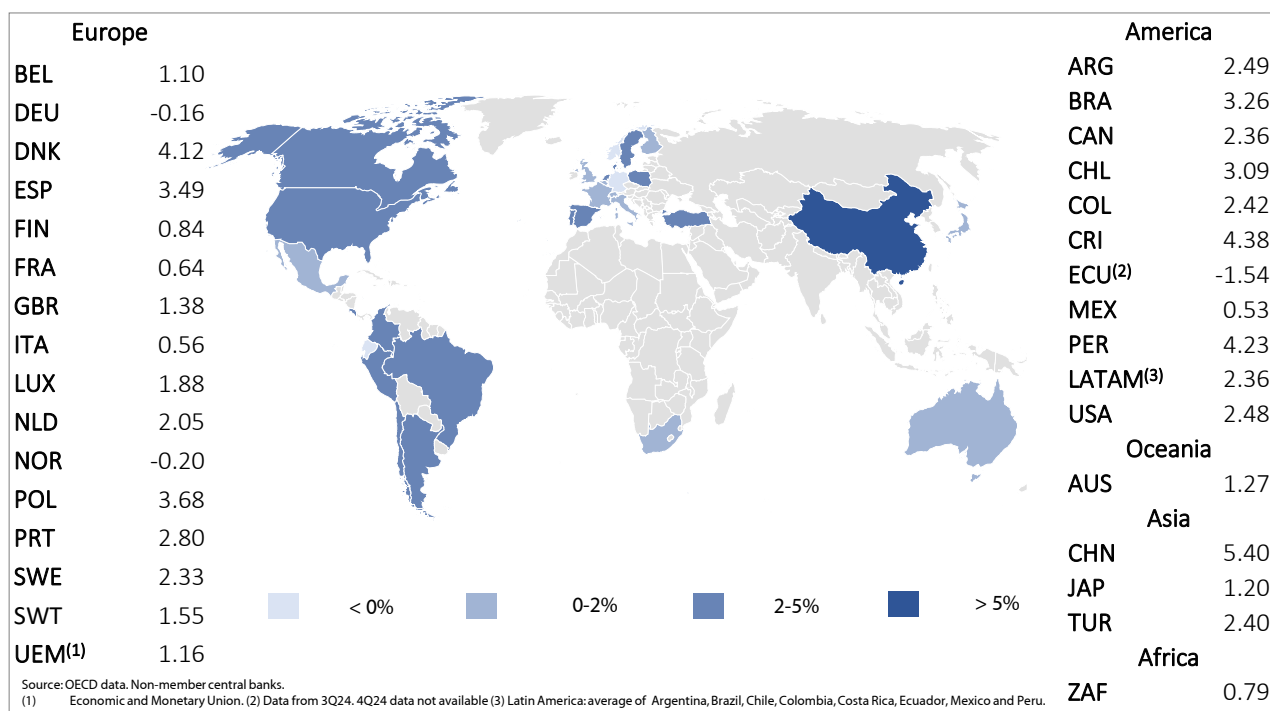 Europe
BEL 1.10
DEU -0.16
DNK 4.12
ESP 3.49
FIN 0.84
FRA 0.64
GBR 1.38
ITA 0.56
LUX 1.88
NLD 2.05
NOR -0.20
POL 3.68
PRT 2.80
SWE 2.33
SWT 1.55
UEM(1) 1.16
< 0% 0-2% 2-5% > 5%
America
ARG 2.49
BRA 3.26
CAN 2.36
CHL 3.09
COL 2.42
CRI 4.38
ECU(2) -1.54
MEX 0.53
PER 4.23
LATAM(3) 2.36
USA 2.48
Oceania
AUS 1.27
Asia
CHN 5.40
JAP 1.20
TUR 2.40
Africa
ZAF 0.79
Source: OECD data. Non-member central banks.
(1) Economic and Monetary Union. (2) Data from 3Q24. 4Q24 data not available (3) Latin America: average of Argentina, Brazil, Chile, Colombia, Costa Rica, Ecuador, Mexico and Peru.